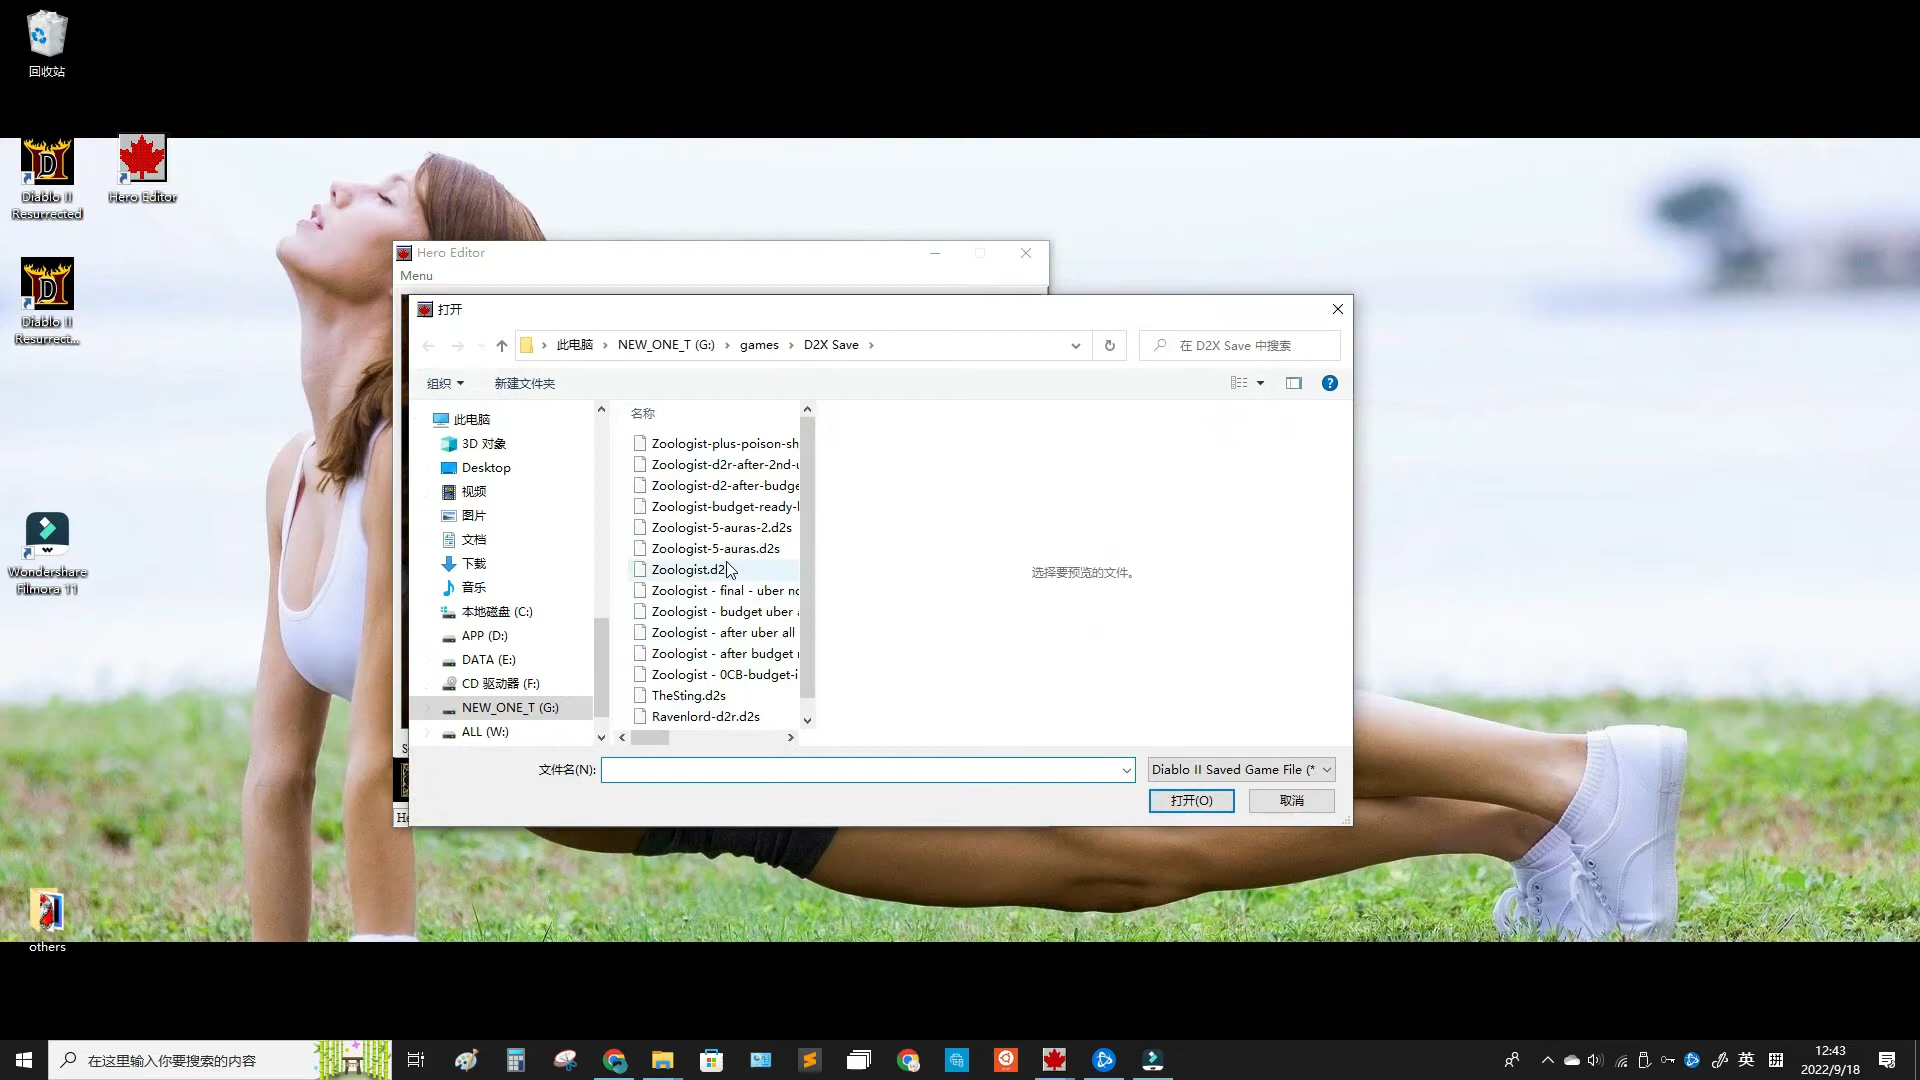 回收站
Diablo II
Resurrected
Hero Editor
Diablo II
Resurrect...
Wondershare
Filmora 11
others
Hero Editor
Menu
打开
此电脑 > NEW_ONE_T (G:) > games > D2X Save >
在 D2X Save 中搜索
组织
新建文件夹
此电脑
3D 对象
Desktop
视频
图片
文档
下载
音乐
本地磁盘 (C:)
APP (D:)
DATA (E:)
CD 驱动器 (F:)
NEW_ONE_T (G:)
ALL (W:)
名称
Zoologist-plus-poison-sh
Zoologist-d2r-after-2nd-u
Zoologist-d2-after-budge
Zoologist-budget-ready-
Zoologist-5-auras-2.d2s
Zoologist-5-auras.d2s
Zoologist.d2
Zoologist - final - uber no
Zoologist - budget uber a
Zoologist - after uber all
Zoologist - after budget
Zoologist - 0CB-budget-i
TheSting.d2s
Ravenlord-d2r.d2s
选择要预览的文件。
文件名(N):
Diablo II Saved Game File (*
打开(O)
取消
He
在这里输入你要搜索的内容
英
拼
12:43
2022/9/18